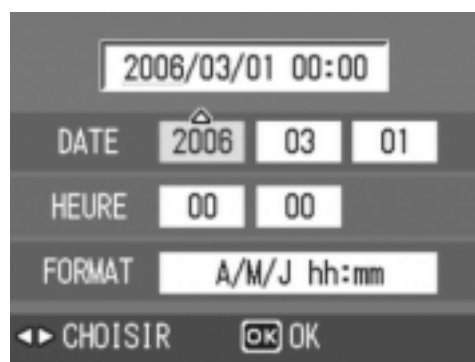 2006/03/01 00:00
DATE 2006 03 01
HEURE 00 00
FORMAT A/M/J hh:mm
CHOISIR OK OK